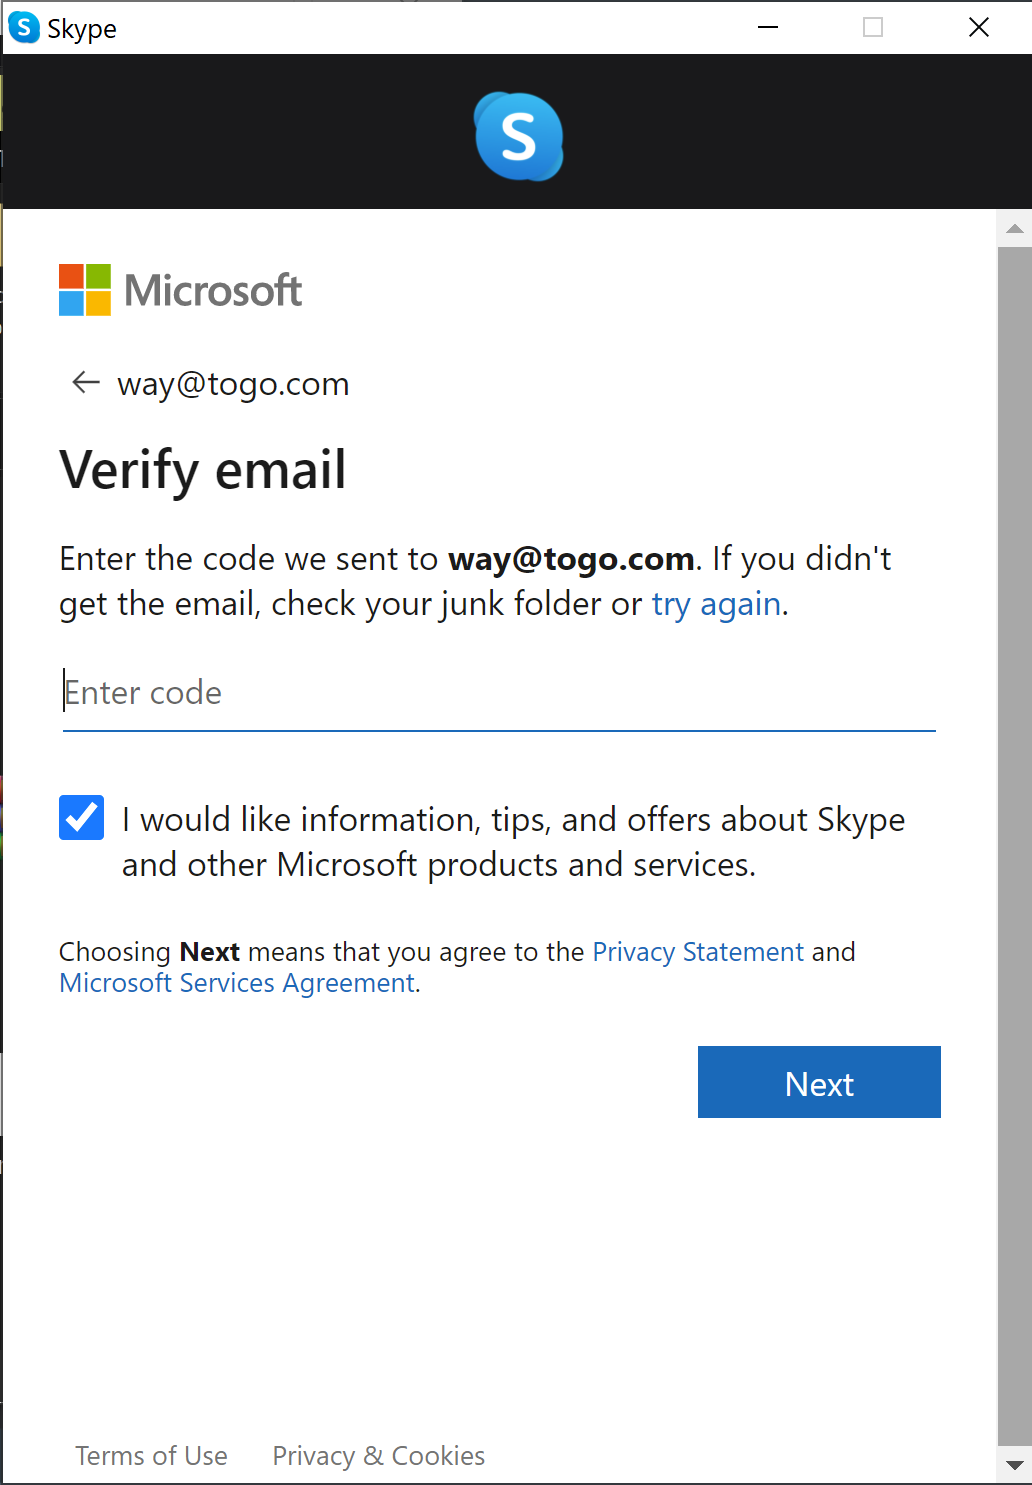 Skype
S
Microsoft
← way@togo.com
Verify email
Enter the code we sent to way@togo.com. If you didn't
get the email, check your junk folder or try again.
Enter code
I would like information, tips, and offers about Skype
and other Microsoft products and services.
Choosing Next means that you agree to the Privacy Statement and
Microsoft Services Agreement.
Next
Terms of Use Privacy & Cookies